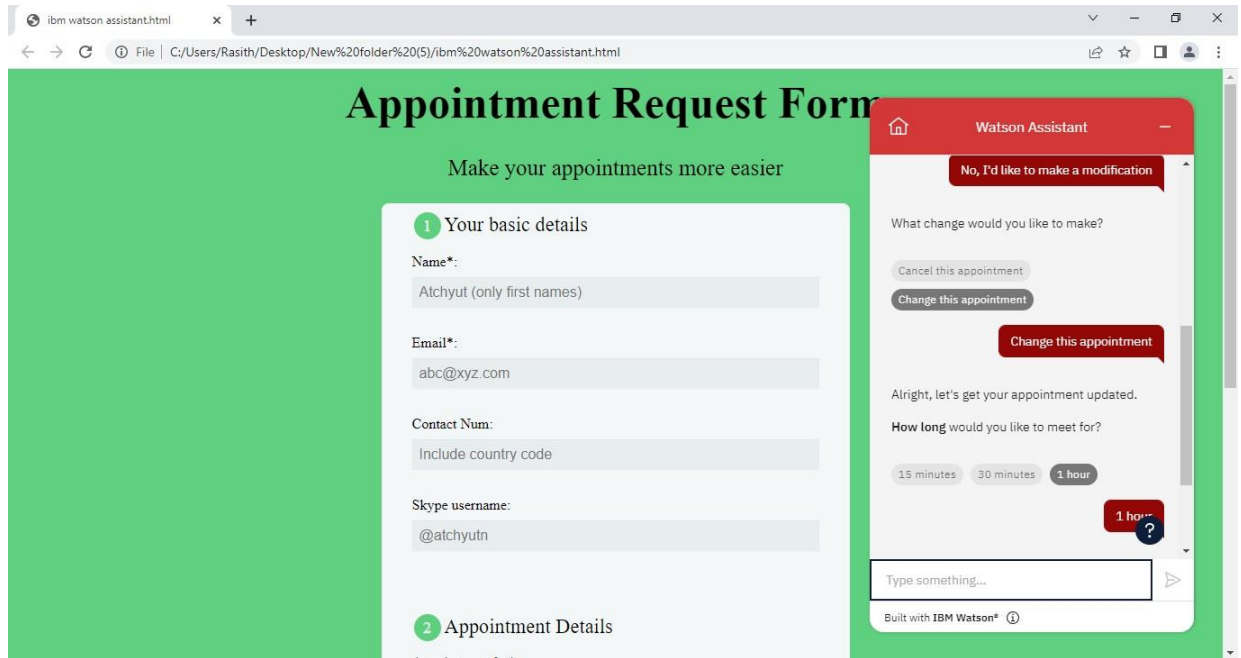 ibm watson assistant.html
File | C:/Users/Rasith/Desktop/New%20folder%20(5)/ibm%20watson%20assistant.html
Appointment Request Form
Make your appointments more easier
1 Your basic details
Name*:
Atchyut (only first names)
Email*:
abc@xyz.com
Contact Num:
Include country code
Skype username:
@atchyutn
2 Appointment Details
Watson Assistant
No, I'd like to make a modification
What change would you like to make?
Cancel this appointment
Change this appointment
Change this appointment
Alright, let's get your appointment updated.
How long would you like to meet for?
15 minutes 30 minutes 1 hour
1 hour
?
Type something...
Built with IBM Watson®